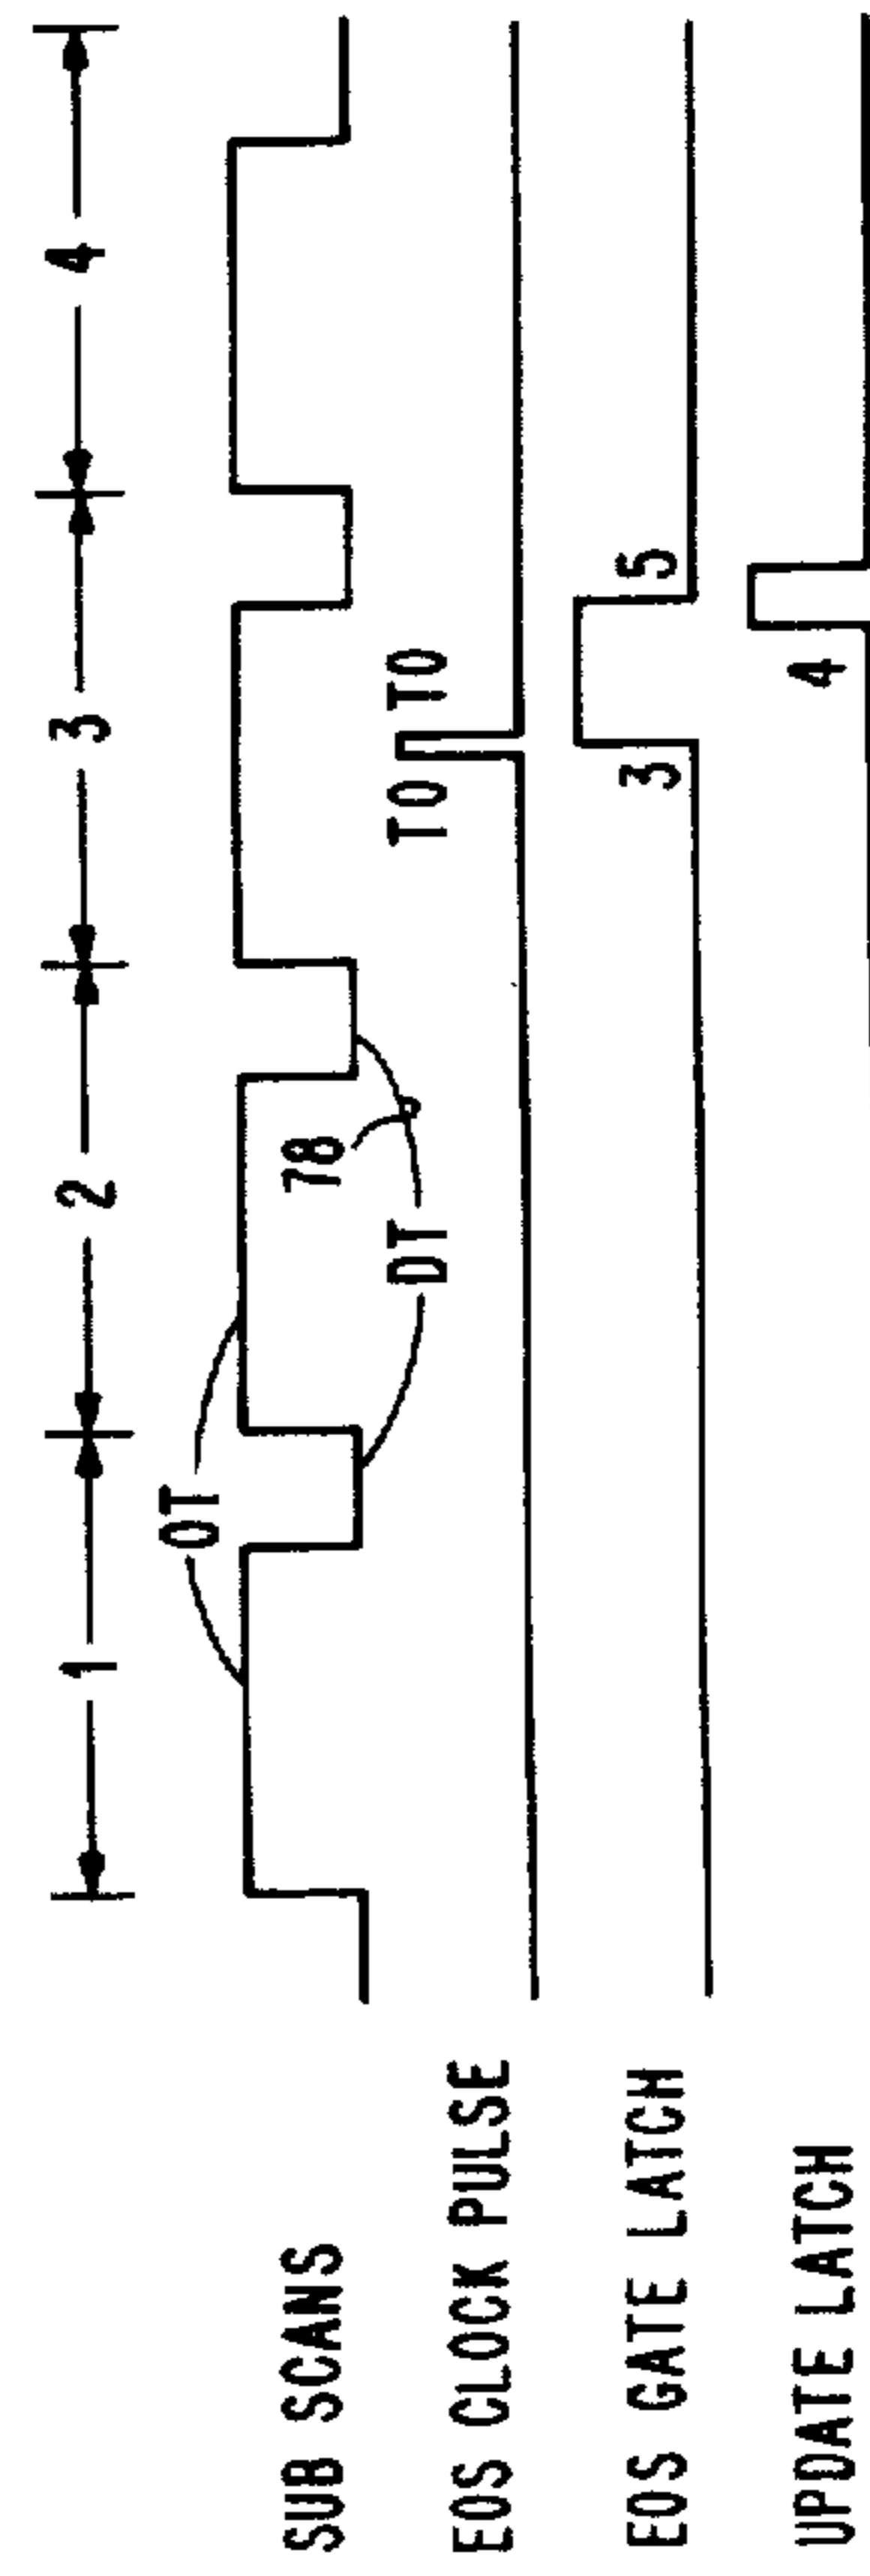 1 2 3 4
OT
SUB SCANS
78
DT
TO TO
EOS CLOCK PULSE
3 5
EOS GATE LATCH
4
UPDATE LATCH